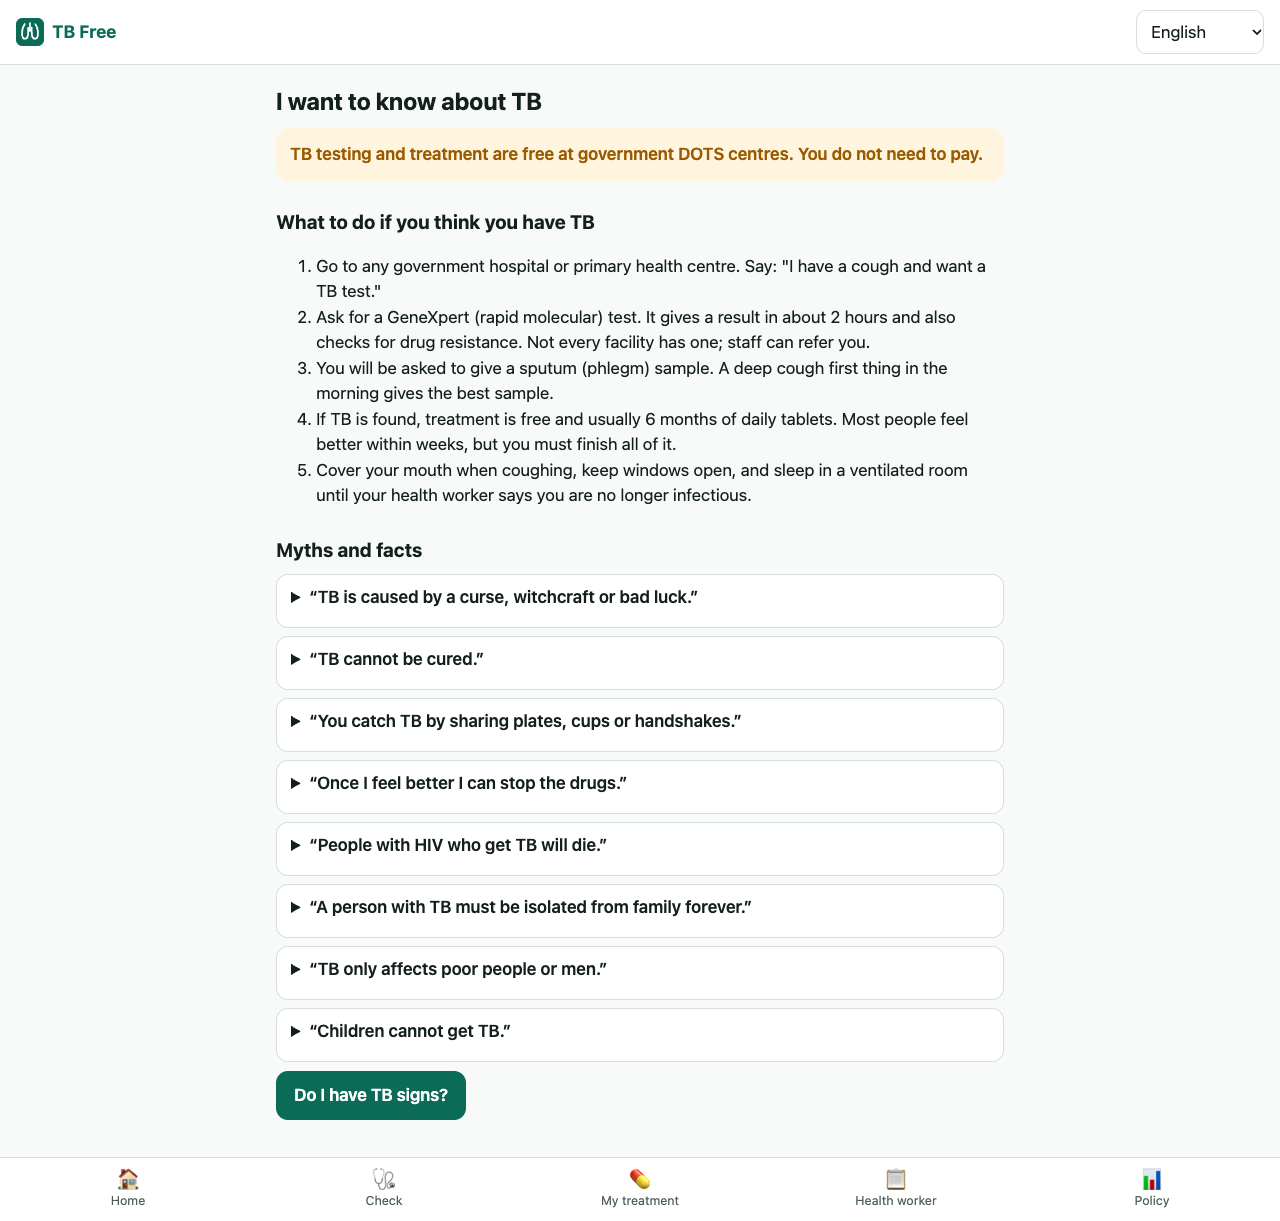 TB Free
English
I want to know about TB
TB testing and treatment are free at government DOTS centres. You do not need to pay.
What to do if you think you have TB
1. Go to any government hospital or primary health centre. Say: "I have a cough and want a
TB test."
2. Ask for a GeneXpert (rapid molecular) test. It gives a result in about 2 hours and also
checks for drug resistance. Not every facility has one; staff can refer you.
3. You will be asked to give a sputum (phlegm) sample. A deep cough first thing in the
morning gives the best sample.
4. If TB is found, treatment is free and usually 6 months of daily tablets. Most people feel
better within weeks, but you must finish all of it.
5. Cover your mouth when coughing, keep windows open, and sleep in a ventilated room
until your health worker says you are no longer infectious.
Myths and facts
“TB is caused by a curse, witchcraft or bad luck.”
“TB cannot be cured.”
“You catch TB by sharing plates, cups or handshakes.”
“Once I feel better I can stop the drugs.”
“People with HIV who get TB will die.”
“A person with TB must be isolated from family forever.”
“TB only affects poor people or men.”
“Children cannot get TB.”
Do I have TB signs?
Home
Check
My treatment
Health worker
Policy